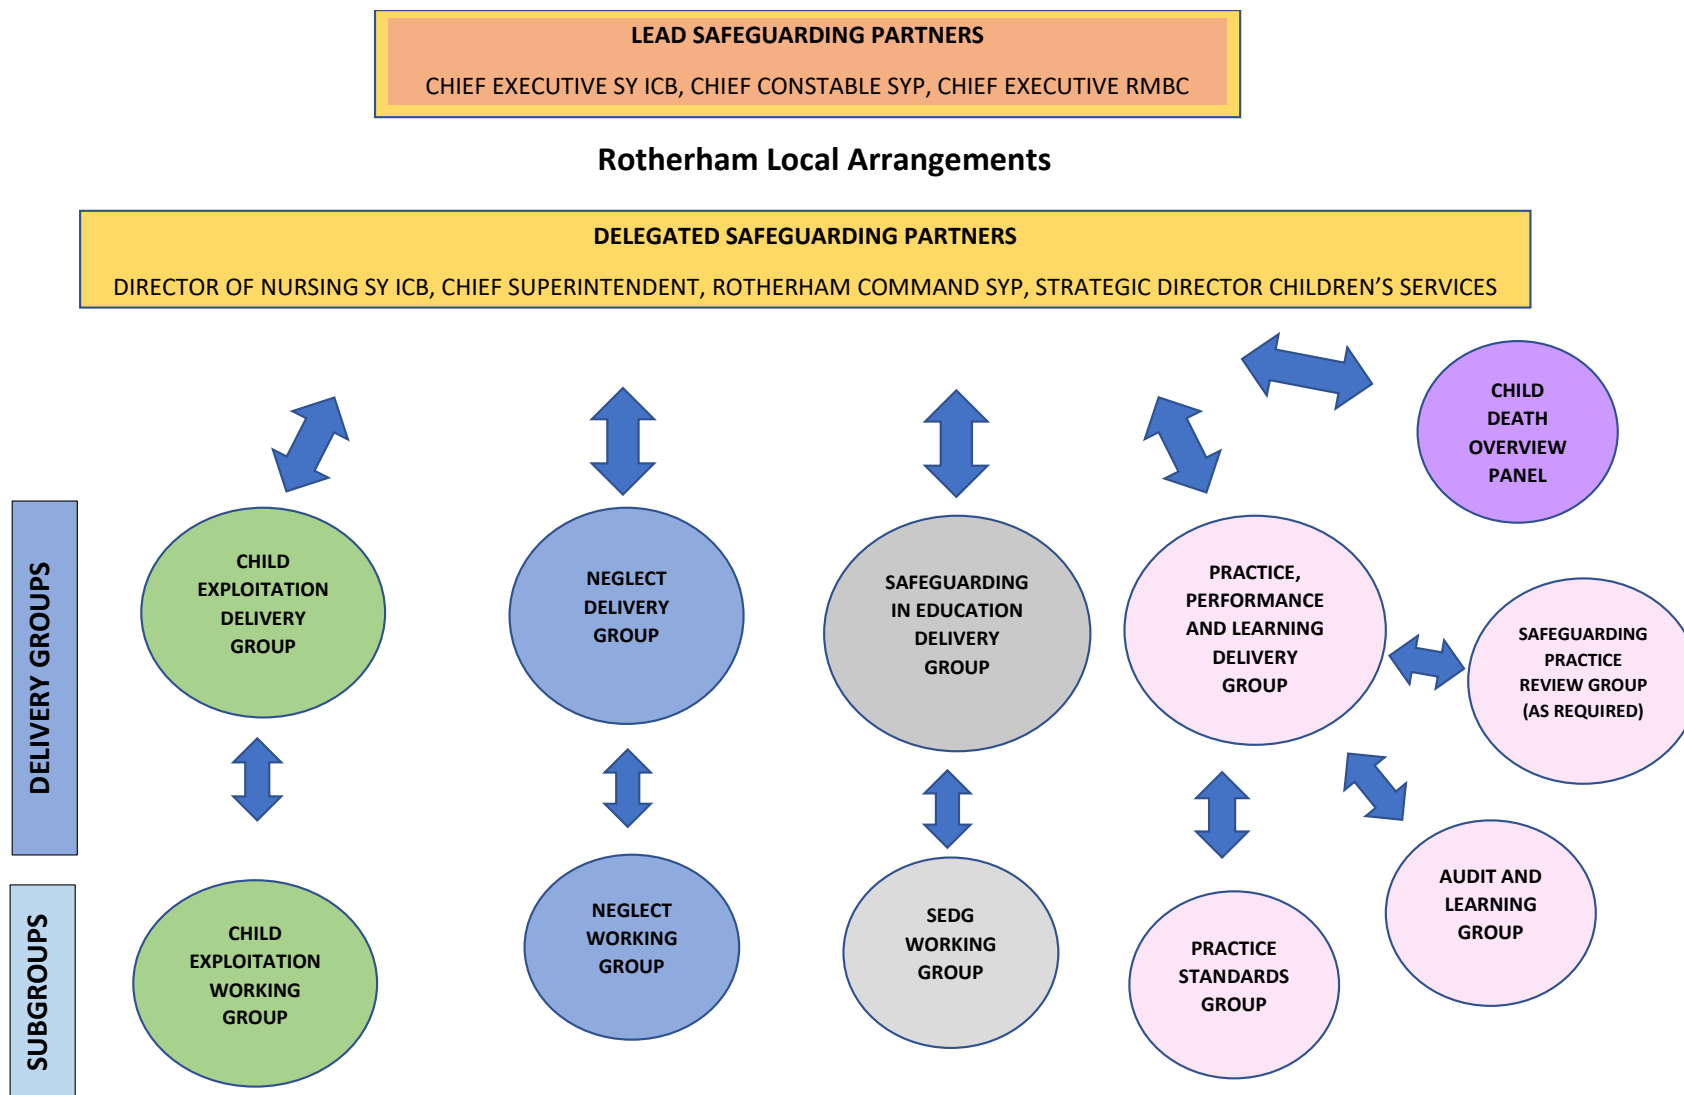 LEAD SAFEGUARDING PARTNERS
CHIEF EXECUTIVE SY ICB, CHIEF CONSTABLE SYP, CHIEF EXECUTIVE RMBC
Rotherham Local Arrangements
DELEGATED SAFEGUARDING PARTNERS
DIRECTOR OF NURSING SY ICB, CHIEF SUPERINTENDENT, ROTHERHAM COMMAND SYP, STRATEGIC DIRECTOR CHILDREN’S SERVICES
CHILD
DEATH
OVERVIEW
PANEL
DELIVERY GROUPS
CHILD
EXPLOITATION
DELIVERY
GROUP
NEGLECT
DELIVERY
GROUP
SAFEGUARDING
IN EDUCATION
DELIVERY
GROUP
PRACTICE,
PERFORMANCE
AND LEARNING
DELIVERY
GROUP
SAFEGUARDING
PRACTICE
REVIEW GROUP
(AS REQUIRED)
SUBGROUPS
CHILD
EXPLOITATION
WORKING
GROUP
NEGLECT
WORKING
GROUP
SEDG
WORKING
GROUP
PRACTICE
STANDARDS
GROUP
AUDIT AND
LEARNING
GROUP